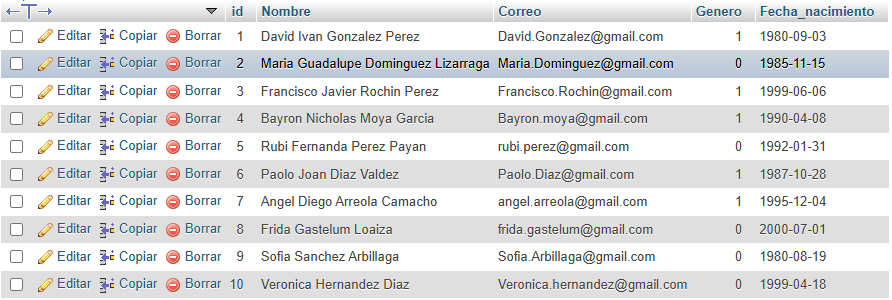 id Nombre Correo Genero Fecha_nacimiento
Editar Copiar Borrar 1 David Ivan Gonzalez Perez David.Gonzalez@gmail.com 1 1980-09-03
Editar Copiar Borrar 2 Maria Guadalupe Dominguez Lizarraga Maria.Dominguez@gmail.com 0 1985-11-15
Editar Copiar Borrar 3 Francisco Javier Rochin Perez Francisco.Rochin@gmail.com 1 1999-06-06
Editar Copiar Borrar 4 Bayron Nicholas Moya Garcia Bayron.moya@gmail.com 1 1990-04-08
Editar Copiar Borrar 5 Rubi Fernanda Perez Payan rubi.perez@gmail.com 0 1992-01-31
Editar Copiar Borrar 6 Paolo Joan Diaz Valdez Paolo.Diaz@gmail.com 1 1987-10-28
Editar Copiar Borrar 7 Angel Diego Arreola Camacho angel.arreola@gmail.com 1 1995-12-04
Editar Copiar Borrar 8 Frida Gastelum Loaiza frida.gastelum@gmail.com 0 2000-07-01
Editar Copiar Borrar 9 Sofia Sanchez Arbillaga Sofia.Arbillaga@gmail.com 0 1980-08-19
Editar Copiar Borrar 10 Veronica Hernandez Diaz Veronica.hernandez@gmail.com 0 1999-04-18